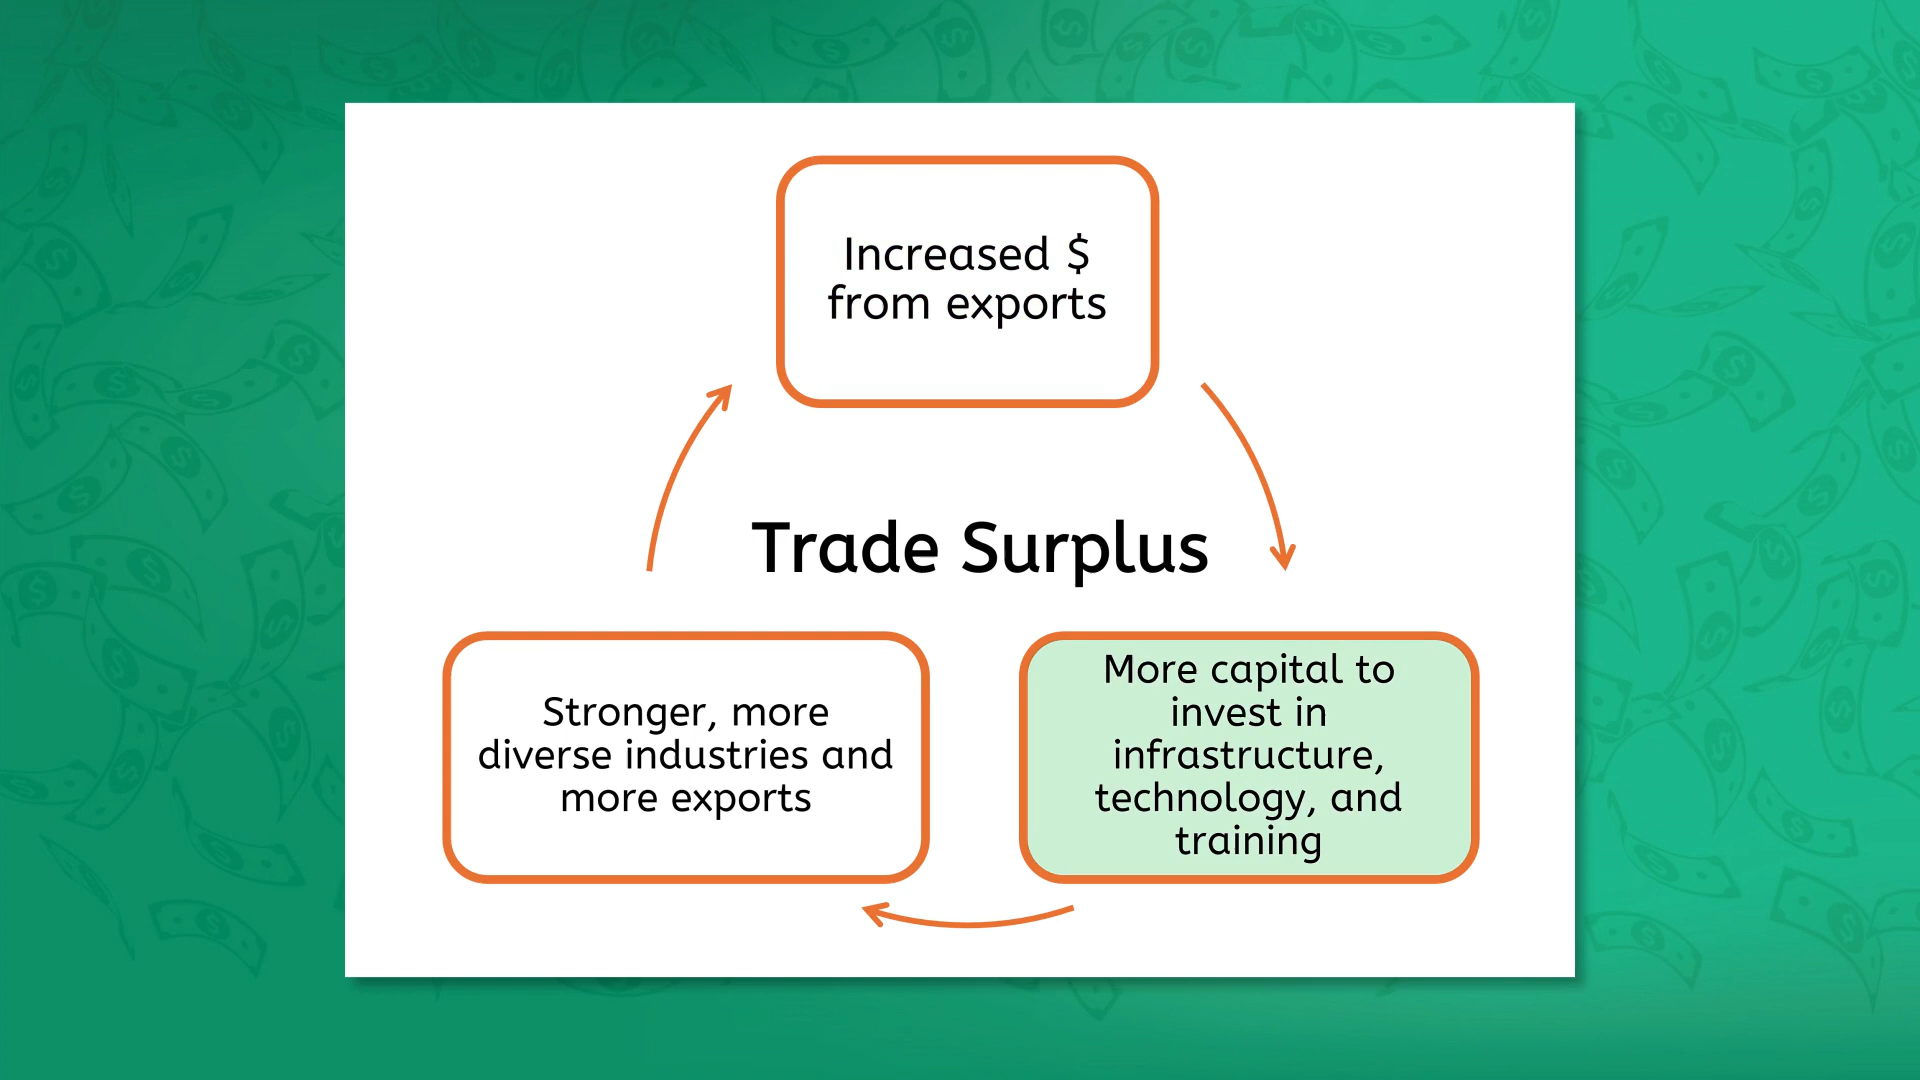 Increased $
from exports
Trade Surplus
Stronger, more
diverse industries and
more exports
More capital to
invest in
infrastructure,
technology, and
training